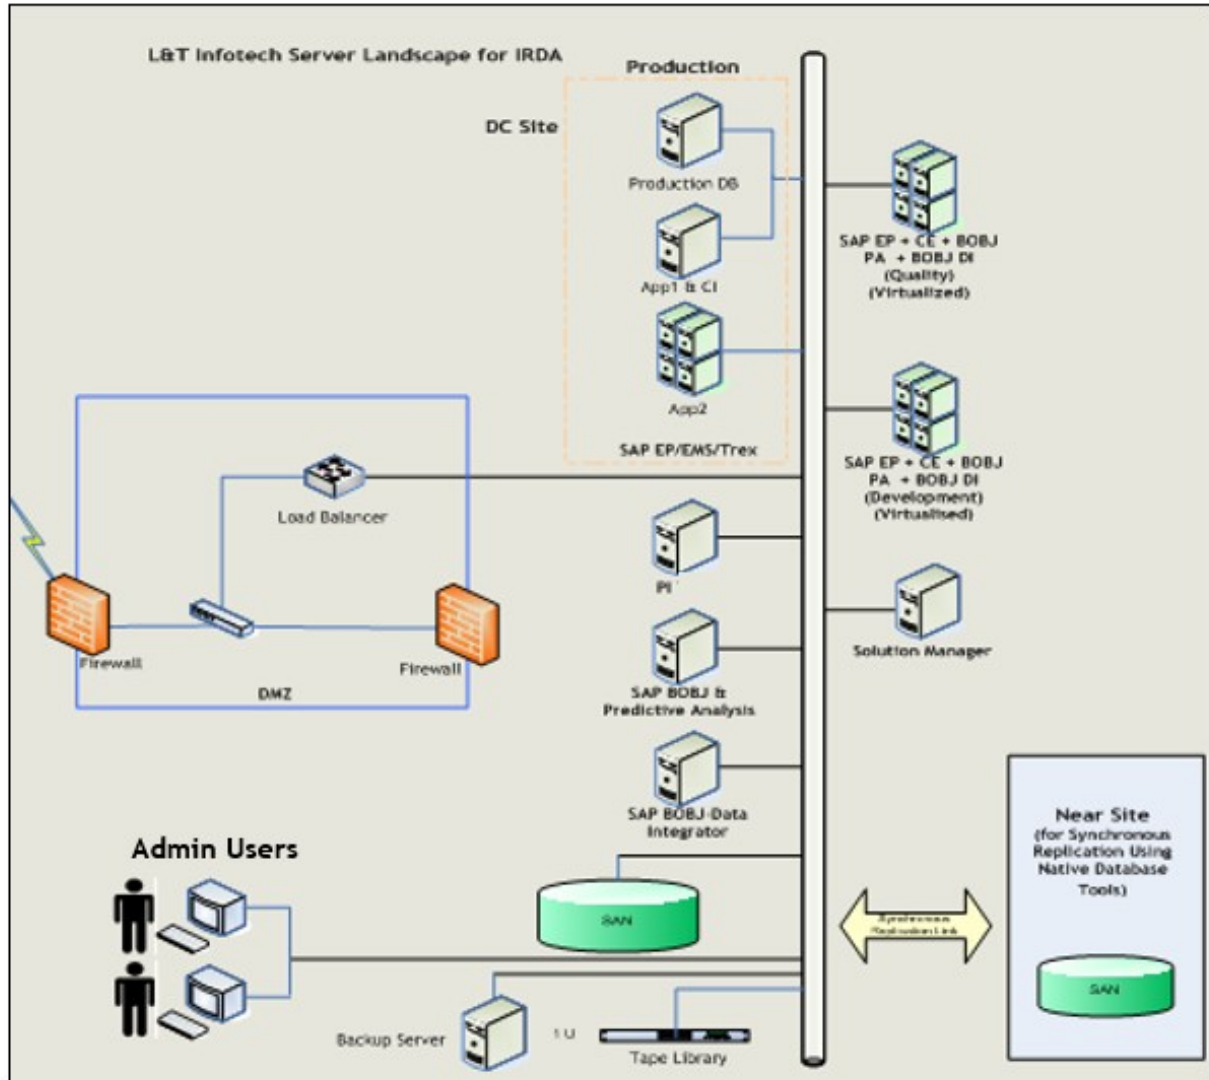 L&T Infotech Server Landscape for IRDA
Production
DC Site
Production DB
App1 & CI
App2
SAP EP/EMS/Trex
SAP EP + CE + BOBJ
PA + BOBJ DI
(Quality)
(Virtualized)
SAP EP + CE + BOBJ
PA + BOBJ DI
(Development)
(Virtualised)
Load Balancer
Firewall
Firewall
DMZ
PI
Solution Manager
SAP BOBJ &
Predictive Analysis
SAP BOBJ-Data
Integrator
Near Site
(for Synchronous
Replication Using
Native Database
Tools)
Admin Users
SAN
Synchronous
Replication Link
SAN
Backup Server
1 U
Tape Library